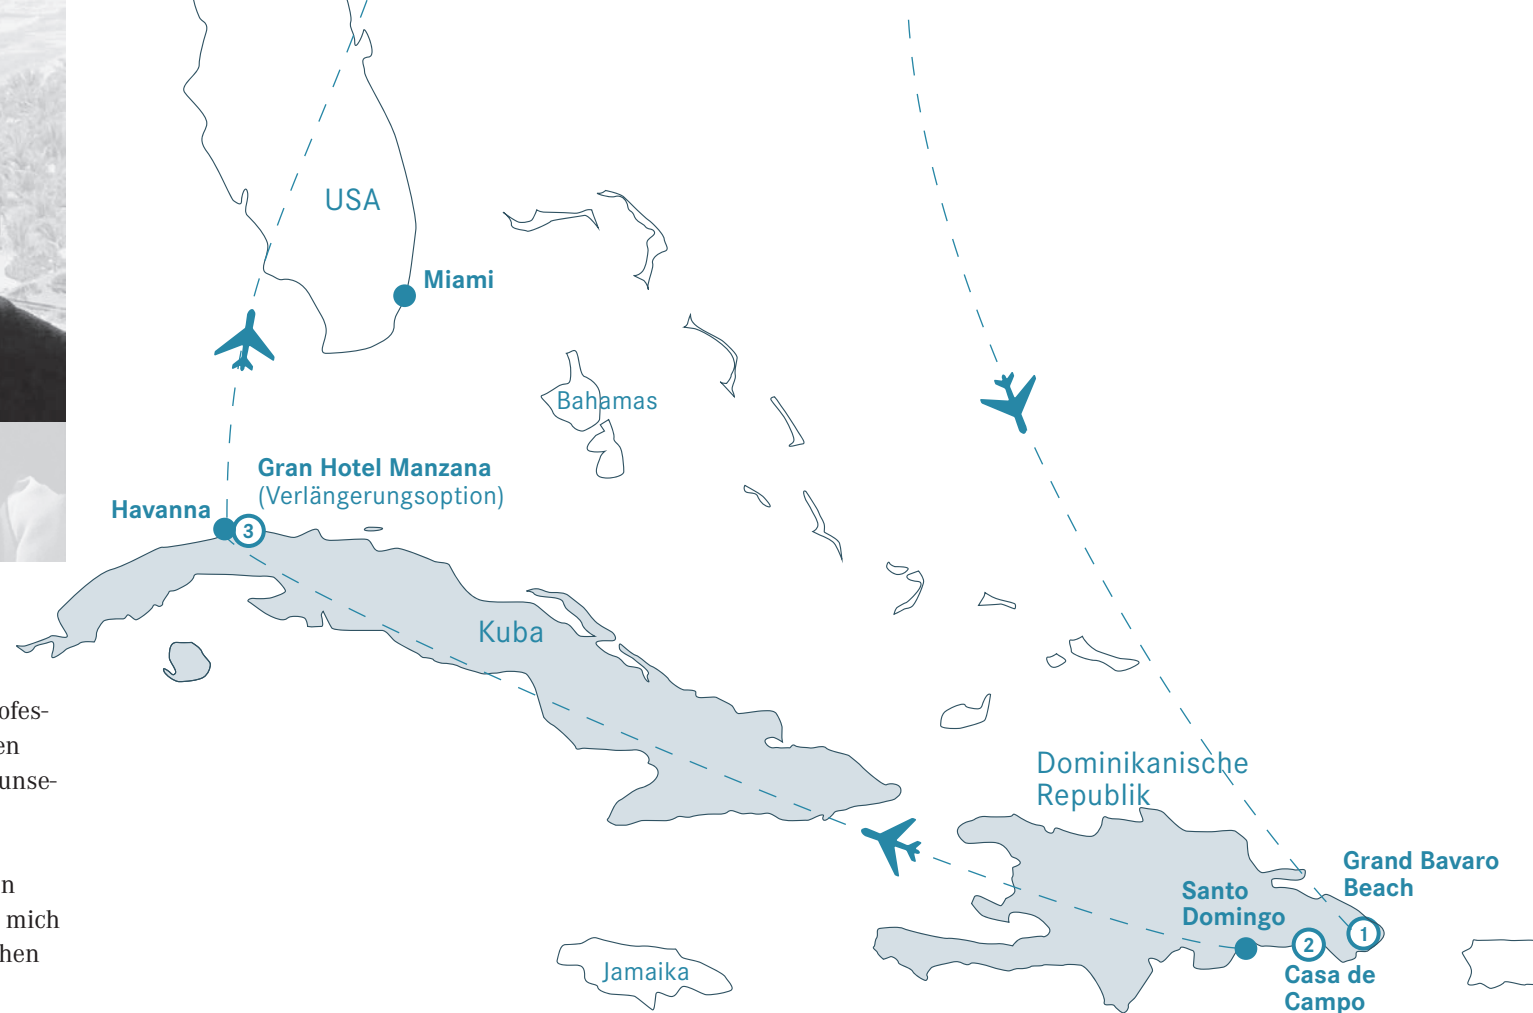 USA
Miami
Bahamas
Gran Hotel Manzana
(Verlängerungsoption)
Havanna
3
Kuba
Dominikanische
Republik
Grand Bavaro
Beach
Santo
Domingo
1
2
Casa de
Campo
Jamaika
ofes-
en
unse-
n
mich
hen